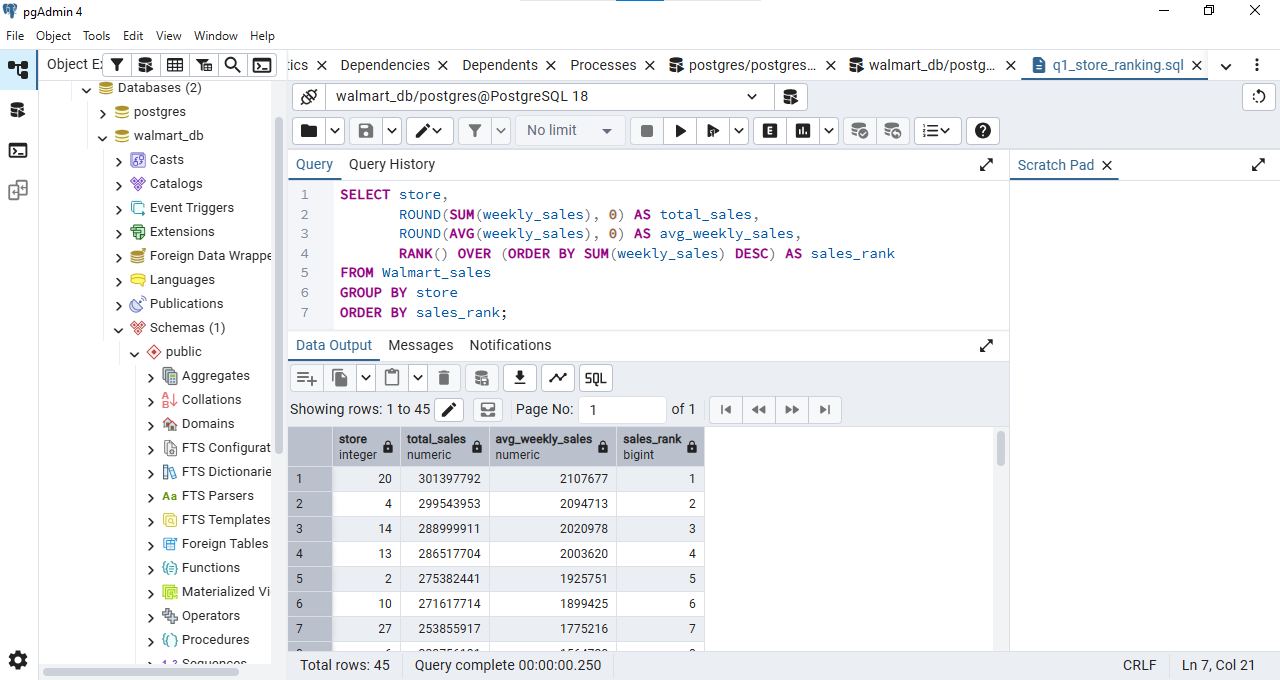 pgAdmin 4
File Object Tools Edit View Window Help
Object E
tics Dependencies Dependents Processes postgres/postgres... walmart_db/postg... q1_store_ranking.sql
Databases (2)
postgres
walmart_db
Casts
Catalogs
Event Triggers
Extensions
Foreign Data Wrappe
Languages
Publications
Schemas (1)
public
Aggregates
Collations
Domains
FTS Configurat
FTS Dictionarie
Aa FTS Parsers
FTS Templates
Foreign Tables
Functions
Materialized Vi
Operators
Procedures
1..3 Sequences
walmart_db/postgres@PostgreSQL 18
No limit
E
Query Query History
Scratch Pad
1 SELECT store,
2 ROUND(SUM(weekly_sales), 0) AS total_sales,
3 ROUND(AVG(weekly_sales), 0) AS avg_weekly_sales,
4 RANK() OVER (ORDER BY SUM(weekly_sales) DESC) AS sales_rank
5 FROM Walmart_sales
6 GROUP BY store
7 ORDER BY sales_rank;
Data Output Messages Notifications
SQL
Showing rows: 1 to 45 Page No: 1 of 1
store total_sales avg_weekly_sales sales_rank
integer numeric numeric bigint
1 20 301397792 2107677 1
2 4 299543953 2094713 2
3 14 288999911 2020978 3
4 13 286517704 2003620 4
5 2 275382441 1925751 5
6 10 271617714 1899425 6
7 27 253855917 1775216 7
Total rows: 45 Query complete 00:00:00.250 CRLF Ln 7, Col 21